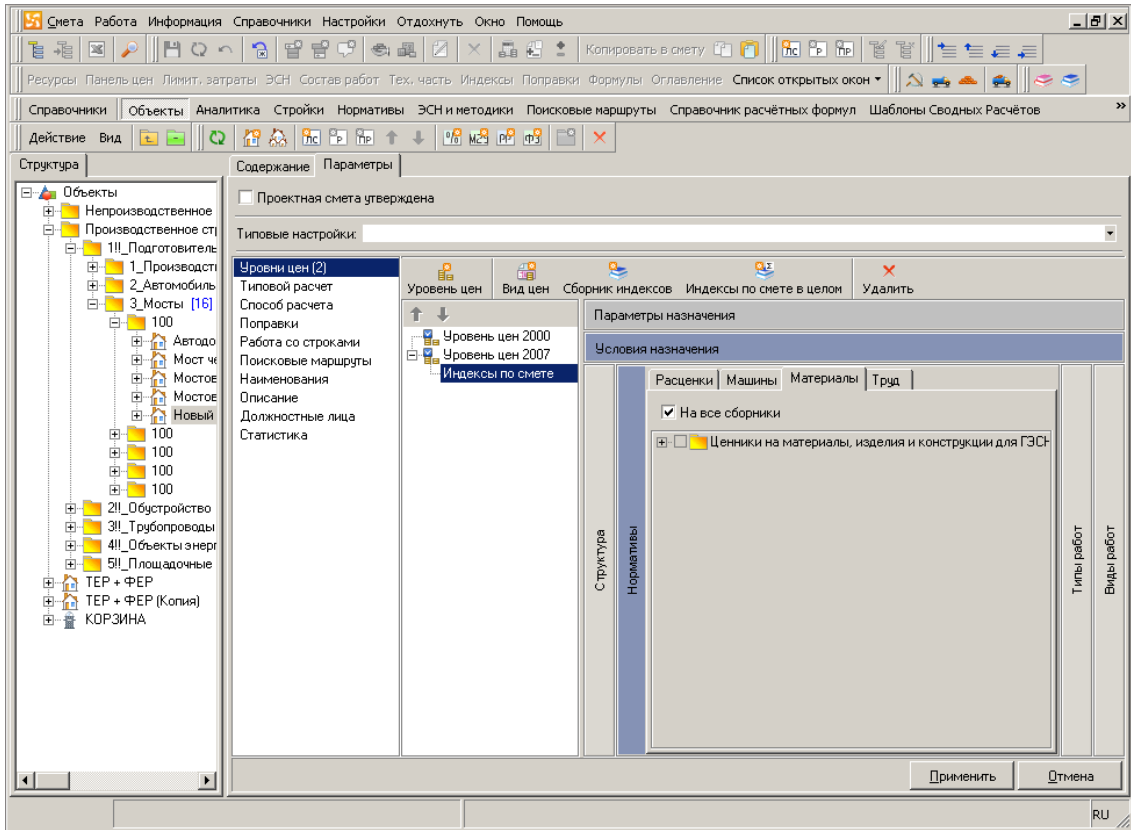 Смета Работа Информация Справочники Настройки Отдохнуть Окно Помощь
Копировать в смету ЛС ЛР ЛР
Ресурсы Панель цен Лимит. затраты ЭСН Состав работ Тех. часть Индексы Поправки Формулы Оглавление Список открытых окон
Справочники Объекты Аналитика Стройки Нормативы ЭСН и методики Поисковые маршруты Справочник расчётных формул Шаблоны Сводных Расчётов »
Действие Вид
Структура Содержание Параметры
Объекты
Непроизводственное
Производственное стр
1!!_Подготовитель
1_Производст
2_Автомобиль
3_Мосты [16]
100
Автодо
Мост че
Мостов
Мостов
Новый
100
100
100
100
2!!_Обустройство
3!!_Трубопроводы
4!!_Объекты энерг
5!!_Площадочные
ТЕР + ФЕР
ТЕР + ФЕР (Копия)
КОРЗИНА
Проектная смета утверждена
Типовые настройки:
Уровни цен (2)
Типовой расчет
Способ расчета
Поправки
Работа со строками
Поисковые маршруты
Наименования
Описание
Должностные лица
Статистика
Уровень цен Вид цен Сборник индексов Индексы по смете в целом Удалить
Уровень цен 2000
Уровень цен 2007
Индексы по смете
Параметры назначения
Условия назначения
Структура
Нормативы
Расценки Машины Материалы Труд
На все сборники
Ценники на материалы, изделия и конструкции для ГЭСН
Типы работ
Виды работ
Применить Отмена
RU